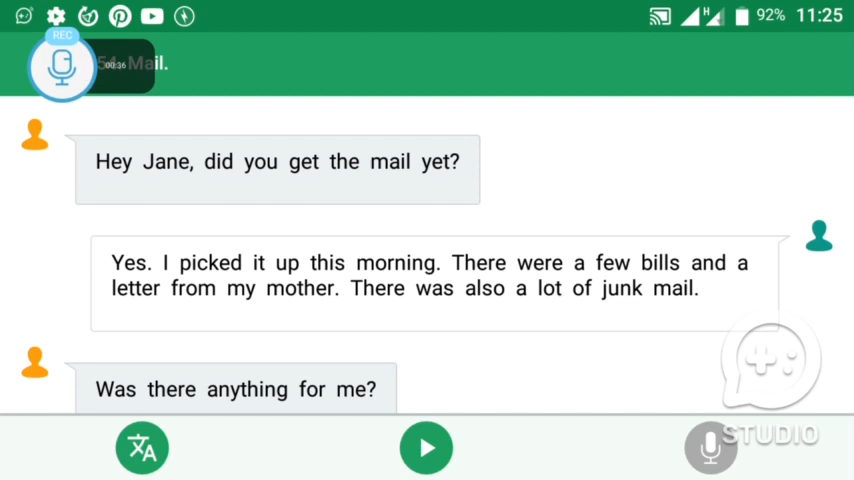 92% 11:25
REC
00:36
54. Mail.
Hey Jane, did you get the mail yet?
Yes. I picked it up this morning. There were a few bills and a
letter from my mother. There was also a lot of junk mail.
Was there anything for me?
STUDIO